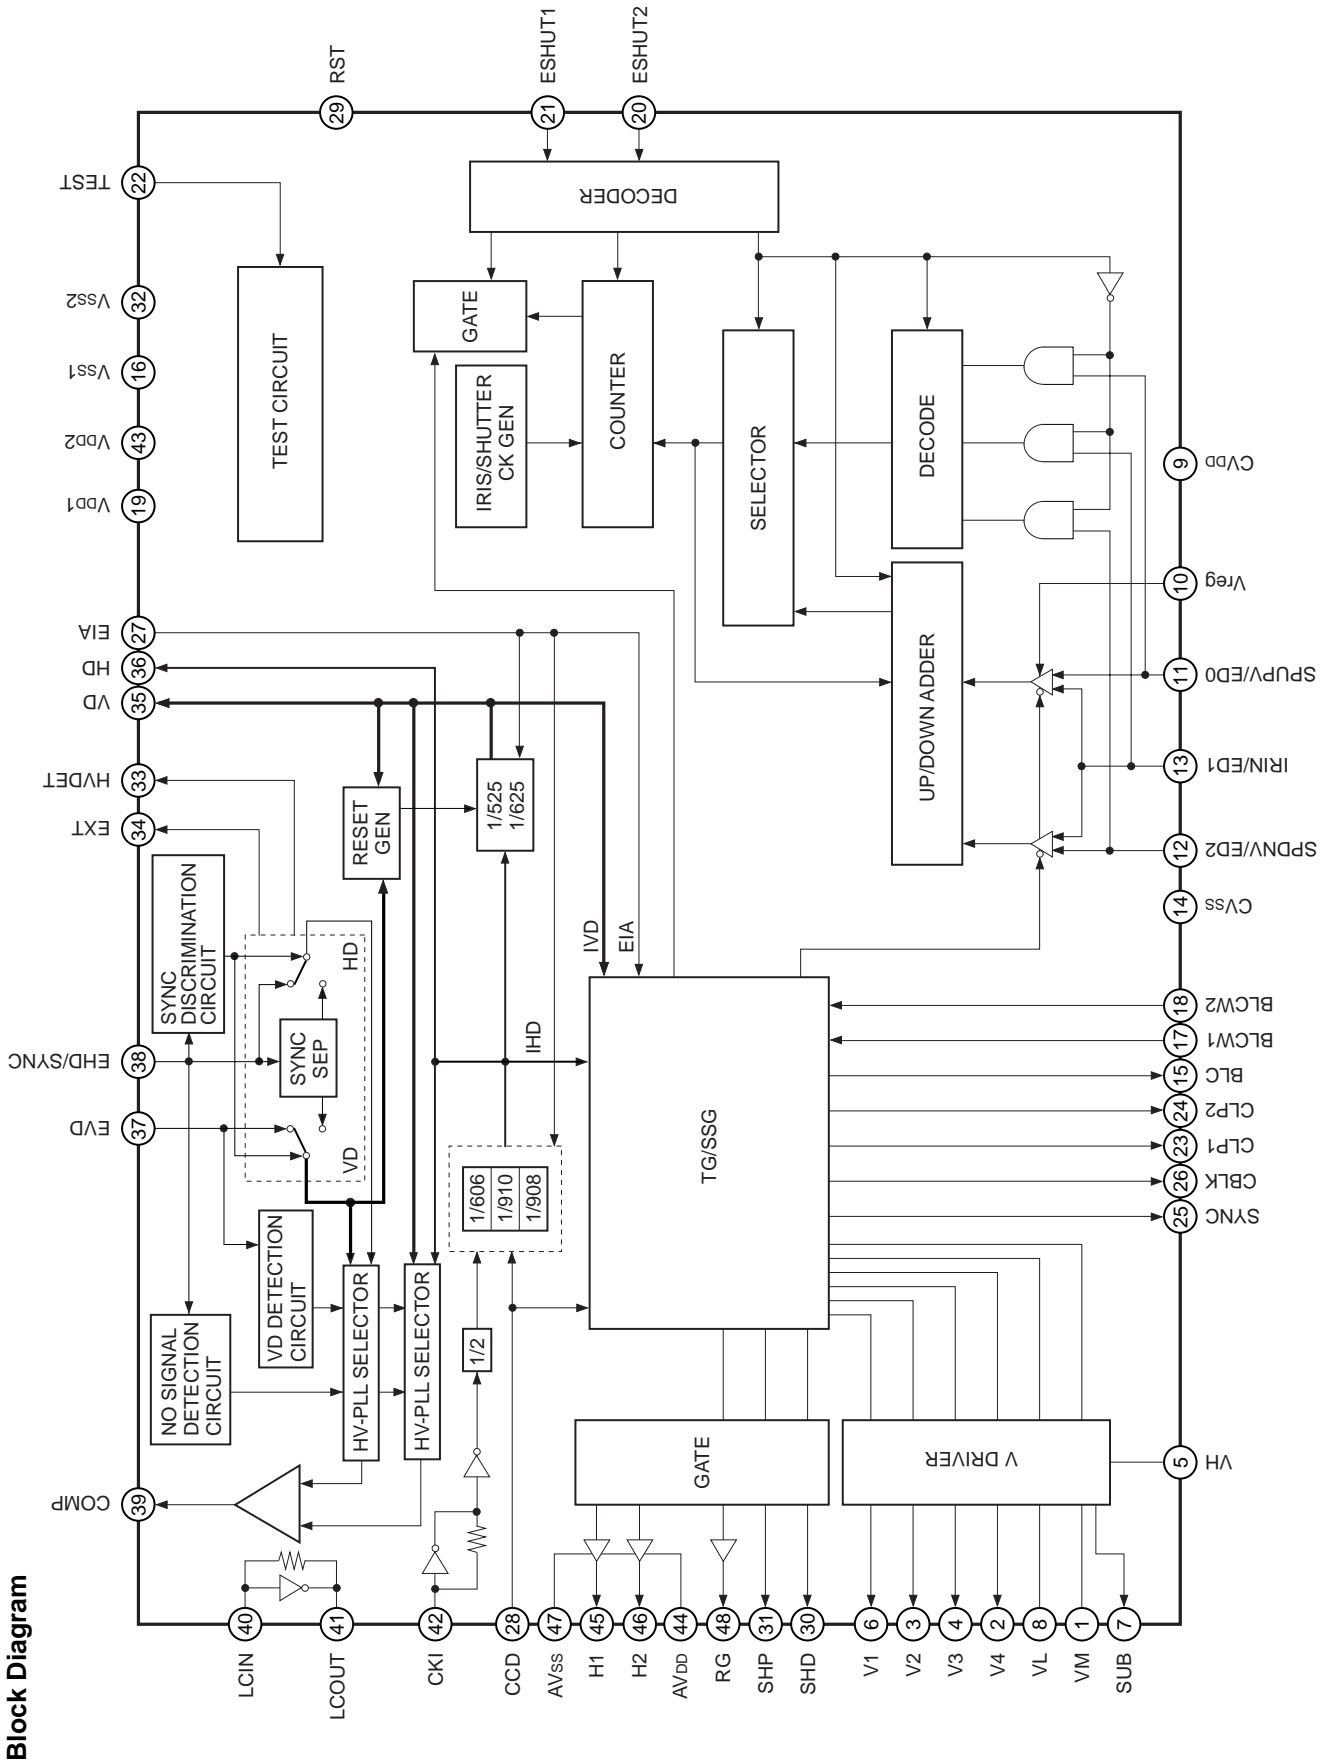 Block Diagram
LCIN
40
LCOUT
41
CKI
42
CCD
28
AVSS
47
H1
45
H2
46
AVDD
44
RG
48
SHP
31
SHD
30
V1
6
V2
3
V3
4
V4
2
VL
8
VM
1
SUB
7
COMP
39
EVD
37
EHD/SYNC
38
EXT
34
HVDET
33
VD
35
HD
36
EIA
27
VDD1
19
VDD2
43
VSS1
16
VSS2
32
TEST
22
RST
29
ESHUT1
21
ESHUT2
20
CVDD
9
Vreg
10
SPUPV/ED0
11
IRIN/ED1
13
SPDNV/ED2
12
CVSS
14
BLCW2
18
BLCW1
17
BLC
15
CLP2
24
CLP1
23
CBLK
26
SYNC
25
VH
5
NO SIGNAL
DETECTION
CIRCUIT
VD DETECTION
CIRCUIT
HV-PLL SELECTOR
HV-PLL SELECTOR
SYNC
DISCRIMINATION
CIRCUIT
SYNC
SEP
VD
HD
RESET
GEN
1/525
1/625
1/2
1/606
1/910
1/908
IHD
IVD
EIA
TG/SSG
GATE
V DRIVER
TEST CIRCUIT
GATE
IRIS/SHUTTER
CK GEN
COUNTER
DECODER
SELECTOR
DECODE
UP/DOWN ADDER